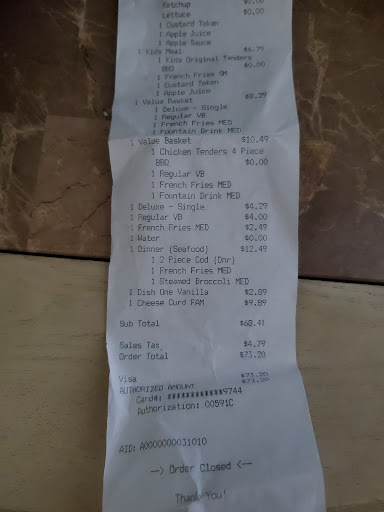 Ketchup $0.00
Lettuce $0.00
1 Custard Token
1 Apple Juice
1 Apple Sauce
1 Kids Meal $6.79
1 Kids Original Tenders
BBQ $0.00
1 French Fries SM
1 Custard Token
1 Apple Juice
1 Value Basket $8.29
1 Deluxe - Single
1 Regular VB
1 French Fries MED
1 Fountain Drink MED
1 Value Basket $10.49
1 Chicken Tenders 4 Piece
BBQ $0.00
1 Regular VB
1 French Fries MED
1 Fountain Drink MED
1 Deluxe - Single $4.29
1 Regular VB $4.00
1 French Fries MED $2.49
1 Water $0.00
1 Dinner (Seafood) $12.49
1 2 Piece Cod (Dnr)
1 French Fries MED
1 Steamed Broccoli MED
1 Dish One Vanilla $2.89
1 Cheese Curd FAM $9.89
Sub Total $68.41
Sales Tax $4.79
Order Total $73.20
Visa $73.20
AUTHORIZED AMOUNT $73.20
Card#: ############9744
Authorization: 00591C
AID: A0000000031010
--> Order Closed <--
Thank You!